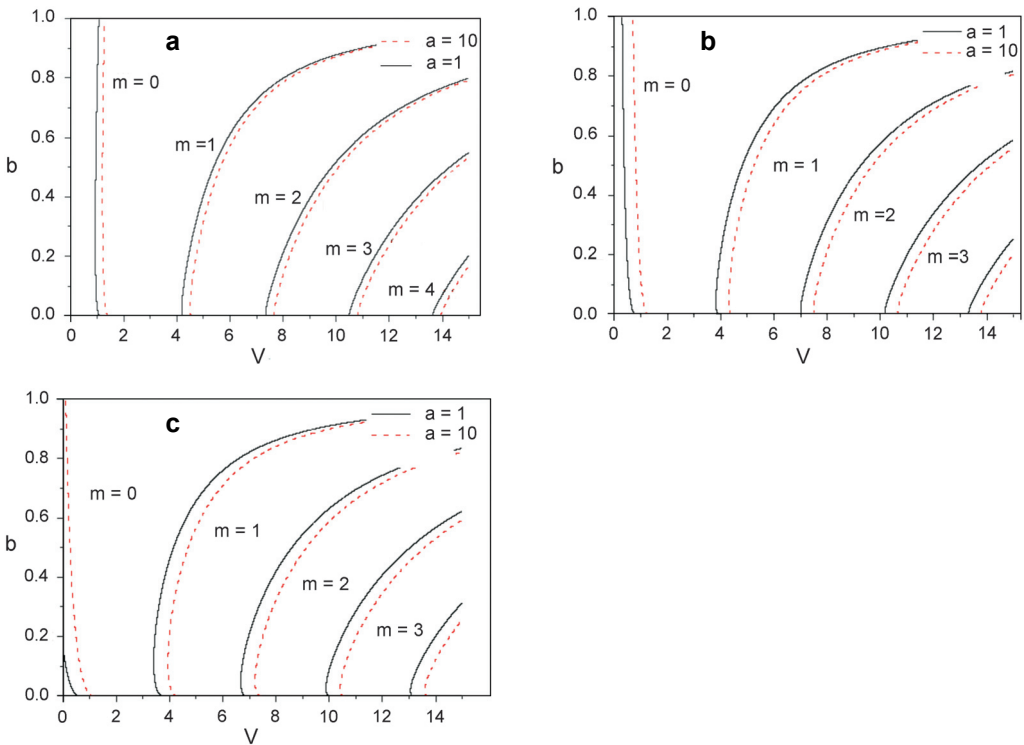 a
1.0
0.8
0.6
0.4
0.2
0.0
b
0 2 4 6 8 10 12 14
V
m = 0
m =1
m = 2
m = 3
m = 4
a = 10
a =1
b
1.0
0.8
0.6
0.4
0.2
0.0
b
0 2 4 6 8 10 12 14
V
m = 0
m = 1
m =2
m =3
a = 1
a = 10
c
1.0
0.8
0.6
0.4
0.2
0.0
b
0 2 4 6 8 10 12 14
V
m = 0
m = 1
m = 2
m = 3
a = 1
a = 10